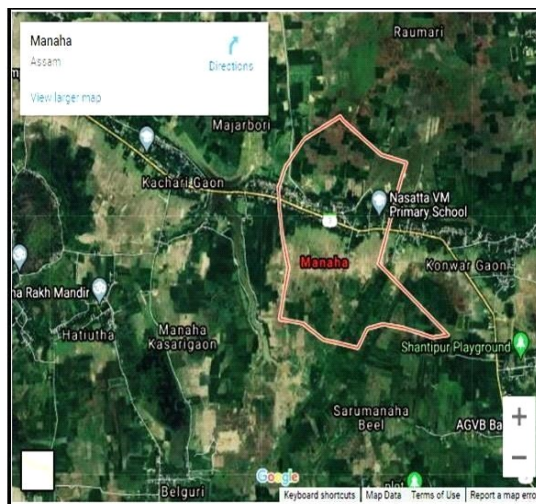 Manaha
Assam
Directions
View larger map
Raumari
Majarbori
Kachari Gaon
Nasatta VM
Primary School
Manaha
Konwar Gaon
Rakh Mandir
Hatiutha
Manaha
Kasarigaon
Shantipur Playground
Sarumanaha
Beel
AGVB Ba
+
−
Google
Belguri
Keyboard shortcuts
Map Data
Terms of Use
Report a map erro